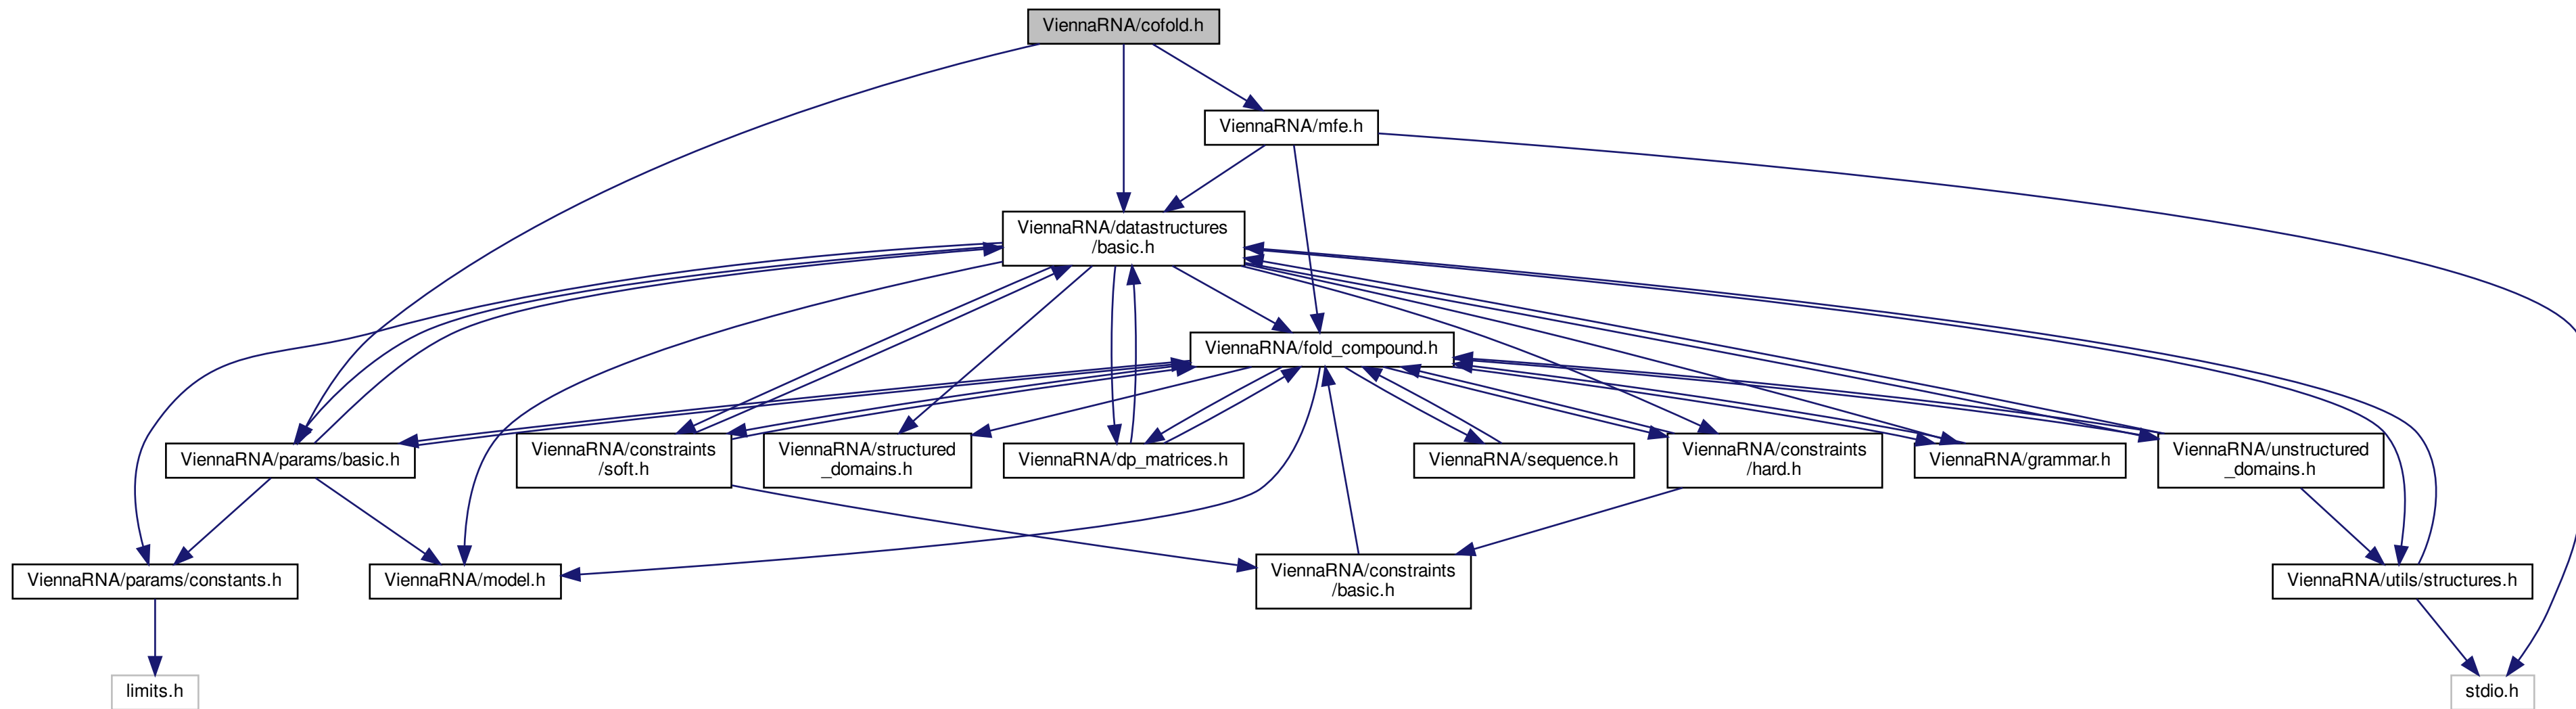 ViennaRNA/cofold.h
ViennaRNA/mfe.h
ViennaRNA/datastructures
/basic.h
ViennaRNA/fold_compound.h
ViennaRNA/params/basic.h
ViennaRNA/constraints
/soft.h
ViennaRNA/structured
_domains.h
ViennaRNA/dp_matrices.h
ViennaRNA/sequence.h
ViennaRNA/constraints
/hard.h
ViennaRNA/grammar.h
ViennaRNA/unstructured
_domains.h
ViennaRNA/params/constants.h
ViennaRNA/model.h
ViennaRNA/constraints
/basic.h
ViennaRNA/utils/structures.h
limits.h
stdio.h